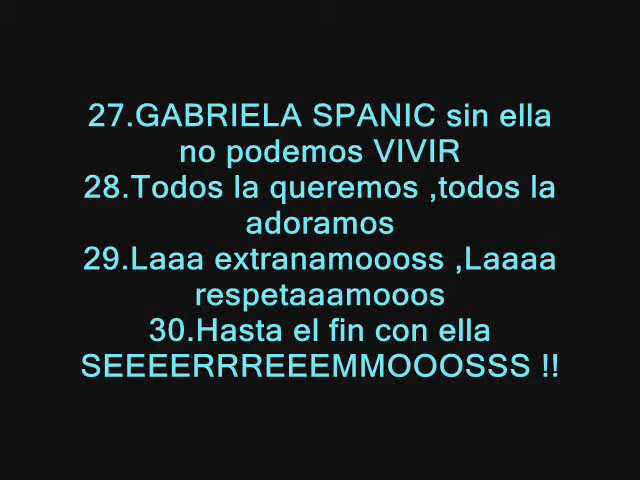 27.GABRIELA SPANIC sin ella
no podemos VIVIR
28.Todos la queremos ,todos la
adoramos
29.Laaa extranamoooss ,Laaaa
respetaaamooos
30.Hasta el fin con ella
SEEEERRREEEMMOOOSSS !!